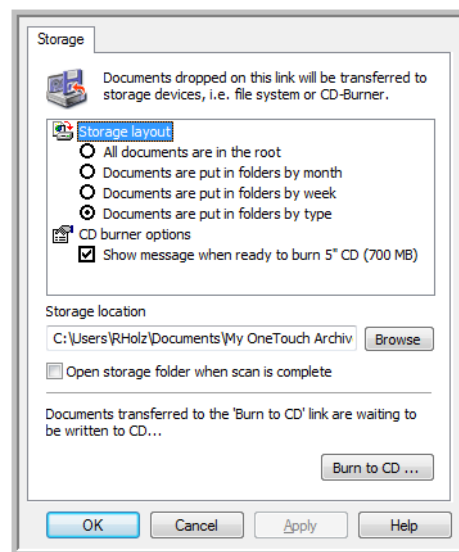 Storage
Documents dropped on this link will be transferred to
storage devices, i.e. file system or CD-Burner.
Storage layout
All documents are in the root
Documents are put in folders by month
Documents are put in folders by week
Documents are put in folders by type
CD burner options
Show message when ready to burn 5" CD (700 MB)
Storage location
C:\Users\RHolz\Documents\My OneTouch Archiv
Browse
Open storage folder when scan is complete
Documents transferred to the 'Burn to CD' link are waiting to
be written to CD...
Burn to CD ...
OK Cancel Apply Help